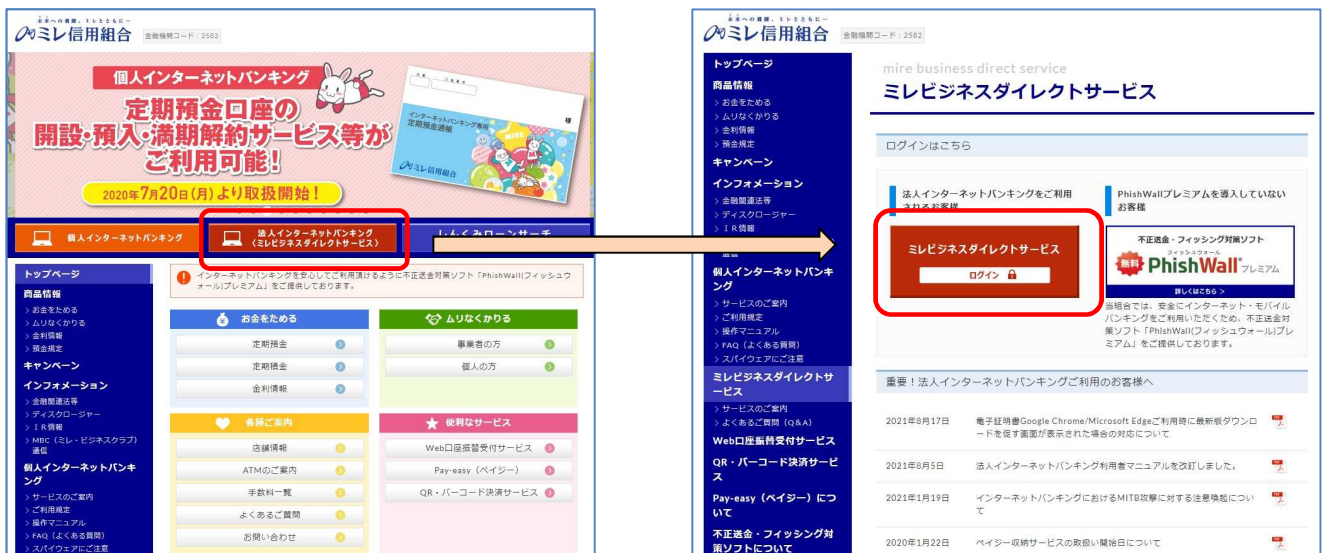 未来への発展、ミレとともに—
ミレ信用組合
金融機関コード：2582
個人インターネットバンキング
定期預金口座の
開設・預入・満期解約サービス等が
ご利用可能！
2020年7月20日(月)より取扱開始！
様
インターネットバンキング専用
定期預金通帳
ミレ信用組合
個人インターネットバンキング
法人インターネットバンキング
（ミレビジネスダイレクトサービス）
しんくみローンサーチ
トップページ
商品情報
> お金をためる
> ムリなくかりる
> 金利情報
> 預金規定
キャンペーン
インフォメーション
> 金融関連法等
> ディスクロージャー
> ＩＲ情報
> MBC（ミレ・ビジネスクラブ）
通信
個人インターネットバンキ
ング
> サービスのご案内
> ご利用規定
> 操作マニュアル
> FAQ（よくある質問）
> スパイウェアにご注意
インターネットバンキングを安心してご利用頂けるように不正送金対策ソフト「PhishWall(フィッシュウ
ォール)プレミアム」をご提供しております。
お金をためる
定期預金
定期積金
金利情報
ムリなくかりる
事業者の方
個人の方
各種ご案内
店舗情報
ATMのご案内
手数料一覧
よくあるご質問
お問い合わせ
便利なサービス
Web口座振替受付サービス
Pay-easy（ペイジー）
QR・バーコード決済サービス
未来への発展、ミレとともに—
ミレ信用組合
金融機関コード：2582
トップページ
商品情報
> お金をためる
> ムリなくかりる
> 金利情報
> 預金規定
キャンペーン
インフォメーション
> 金融関連法等
> ディスクロージャー
> ＩＲ情報
通信
個人インターネットバンキ
ング
> サービスのご案内
> ご利用規定
> 操作マニュアル
> FAQ（よくある質問）
> スパイウェアにご注意
ミレビジネスダイレクトサ
ービス
> サービスのご案内
> よくあるご質問（Q&A）
Web口座振替受付サービス
QR・バーコード決済サービ
ス
Pay-easy（ペイジー）につ
いて
不正送金・フィッシング対
策ソフトについて
mire business direct service
ミレビジネスダイレクトサービス
ログインはこちら
法人インターネットバンキングをご利用
されるお客様
ミレビジネスダイレクトサービス
ログイン
PhishWallプレミアムを導入していない
お客様
不正送金・フィッシング対策ソフト
無料
フィッシュウォール
PhishWallプレミアム
詳しくはこちら >
当組合では、安全にインターネット・モバイル
バンキングをご利用いただくため、不正送金対
策ソフト「PhishWall(フィッシュウォール)プレ
ミアム」をご提供しております。
重要！法人インターネットバンキングご利用のお客様へ
2021年8月17日 電子証明書Google Chrome/Microsoft Edgeご利用時に最新版ダウンロ
ードを促す画面が表示された場合の対応について
2021年8月5日 法人インターネットバンキング利用者マニュアルを改訂しました。
2021年1月19日 インターネットバンキングにおけるMITB攻撃に対する注意喚起につい
て
2020年1月22日 ペイジー収納サービスの取扱い開始日について